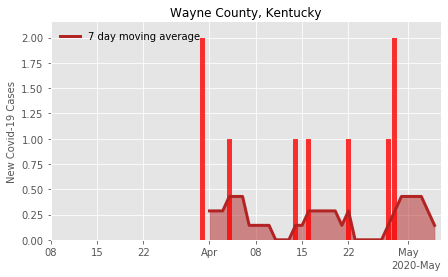 Wayne County, Kentucky
7 day moving average
New Covid-19 Cases
2.00
1.75
1.50
1.25
1.00
0.75
0.50
0.25
0.00
08 15 22 Apr 08 15 22 May
2020-May